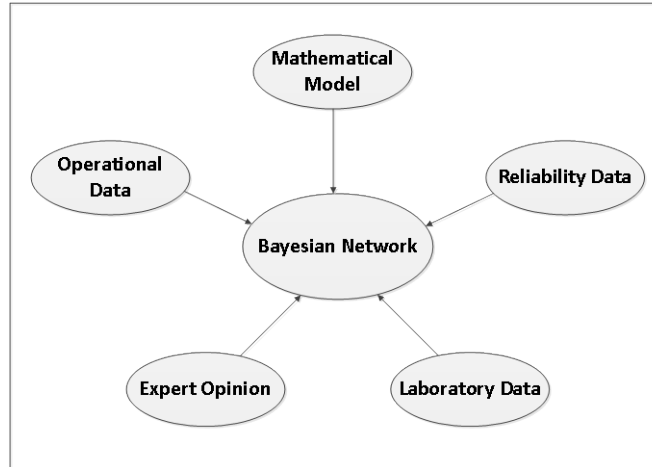 Mathematical
Model
Operational
Data
Reliability Data
Bayesian Network
Expert Opinion
Laboratory Data